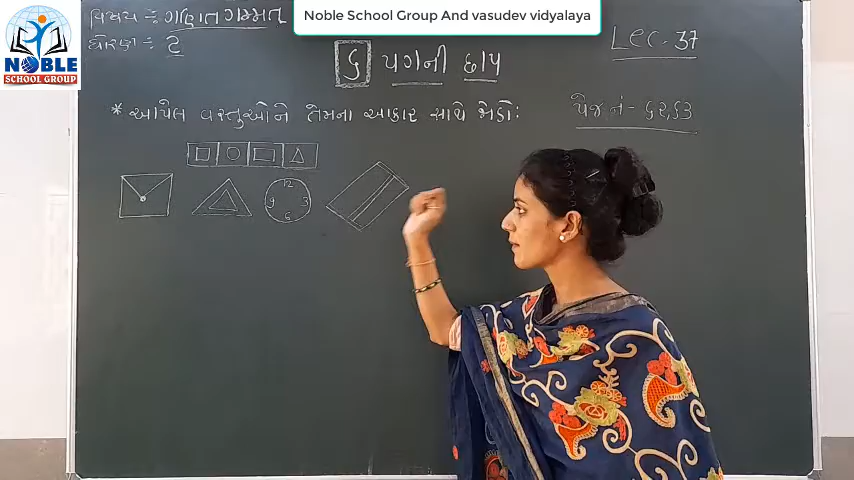 Noble School Group And vasudev vidyalaya
NOBLE
SCHOOL GROUP
વિષય :- ગણિત ગમ્મત
ધોરણ :- ૨
Lec. 37
૬ પગની છાપ
* આપેલ વસ્તુઓને તેમના આકાર સાથે જોડો:
પેજ નં - ૬૨,૬૩
12
9 3
6